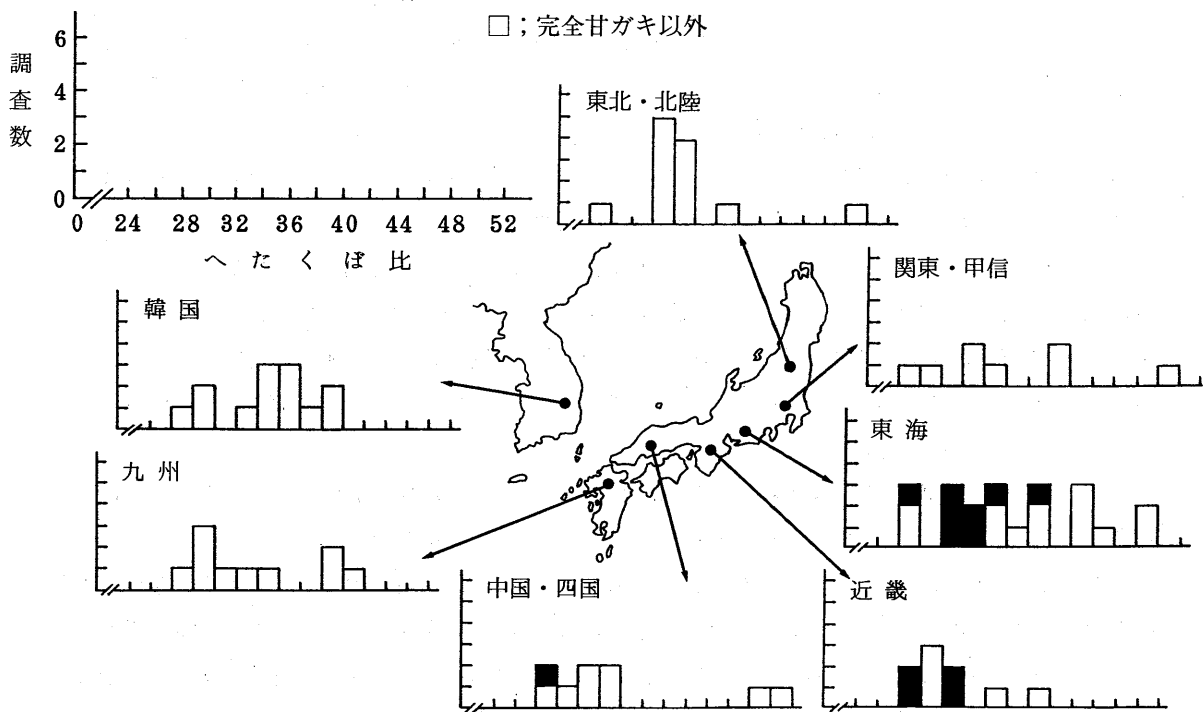 □；完全甘ガキ以外
調査数
6
4
2
0
0 24 28 32 36 40 44 48 52
へたくぼ比
東北・北陸
関東・甲信
韓国
東海
九州
中国・四国
近畿